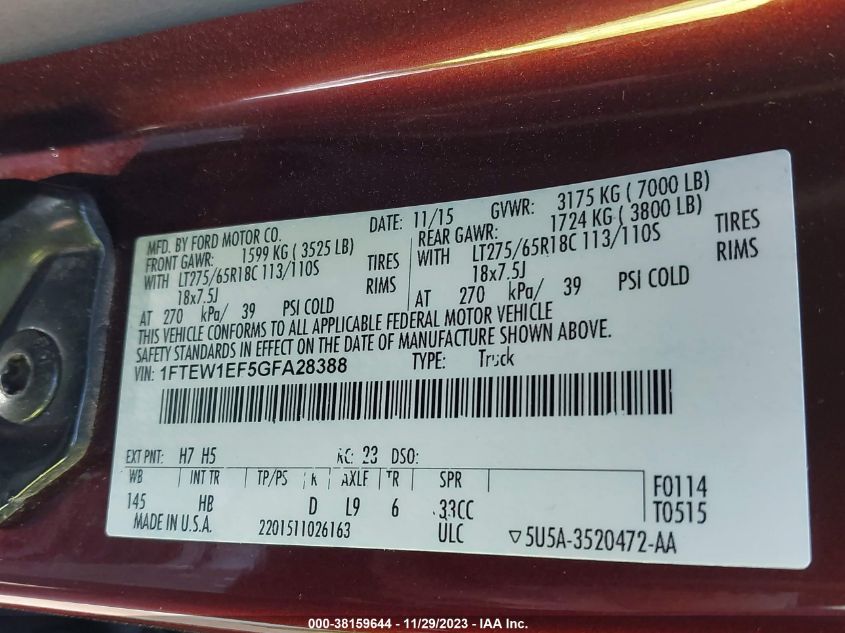 MFD. BY FORD MOTOR CO. DATE: 11/15 GVWR: 3175 KG ( 7000 LB)
FRONT GAWR: 1599 KG ( 3525 LB) REAR GAWR: 1724 KG ( 3800 LB)
WITH LT275/65R18C 113/110S TIRES WITH LT275/65R18C 113/110S TIRES
18x7.5J RIMS 18x7.5J RIMS
AT 270 kPa/ 39 PSI COLD AT 270 kPa/ 39 PSI COLD
THIS VEHICLE CONFORMS TO ALL APPLICABLE FEDERAL MOTOR VEHICLE
SAFETY STANDARDS IN EFFECT ON THE DATE OF MANUFACTURE SHOWN ABOVE.
VIN: 1FTEW1EF5GFA28388 TYPE: Truck
EXT PNT: H7 H5 RC: 23 DSO:
WB INT TR TP/PS R AXLE TR SPR F0114
145 HB D L9 6 33CC T0515
MADE IN U.S.A. 2201511026163 ULC ▽5U5A-3520472-AA
000-38159644 - 11/29/2023 - IAA Inc.